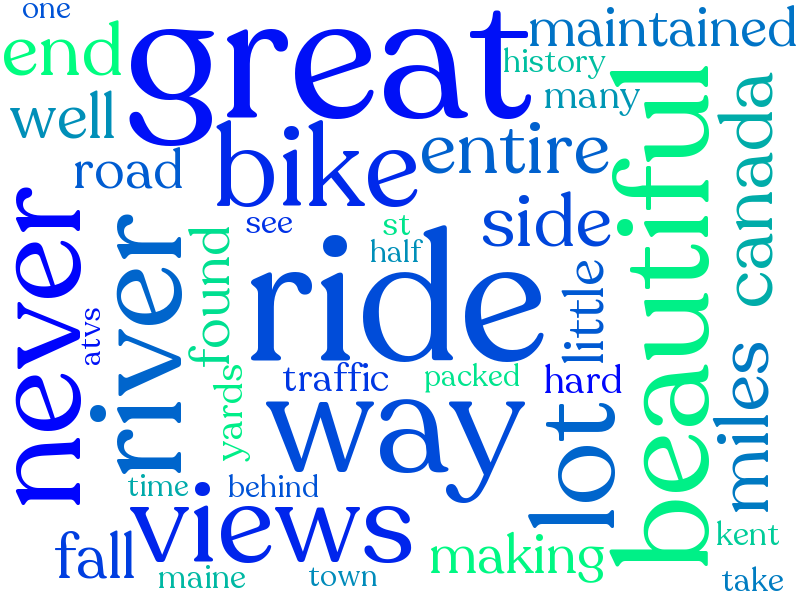 one
great
maintained
end
history
well
many
bike
entire
road
beautiful
canada
never
river
see
st
side
found
half
ride
little
atvs
traffic
packed
hard
yards
way
lot
miles
time
behind
views
fall
making
kent
maine
town
take